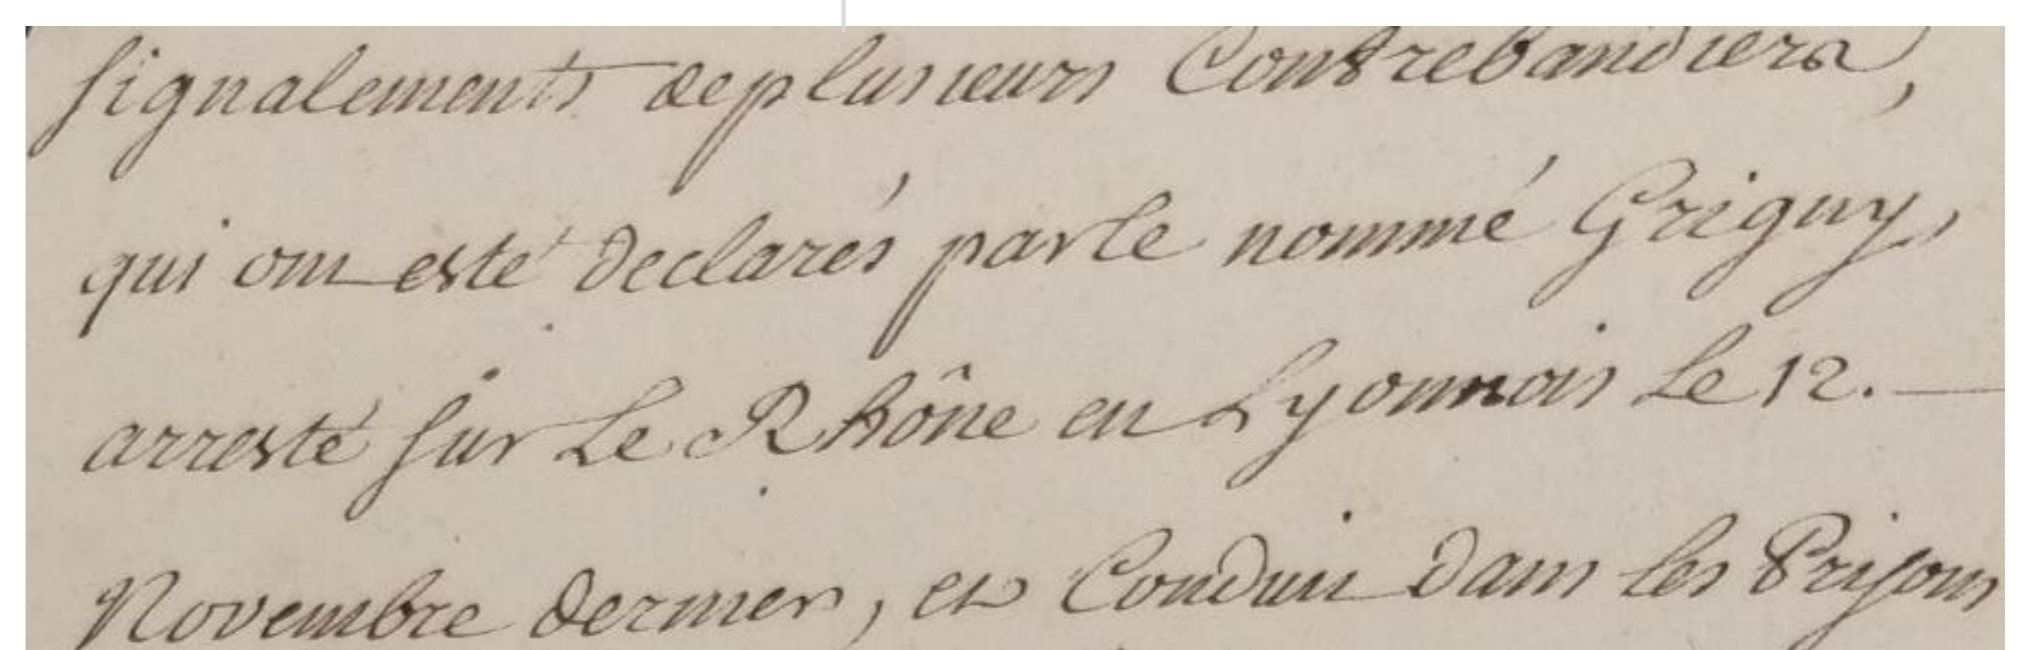 signalements de plusieurs Contrebandiers,
qui ont esté declarés par le nommé Griguy,
arresté sur Le Rhône en Lyonnois Le 12.
Novembre dernier, et Conduit dans les Prisons